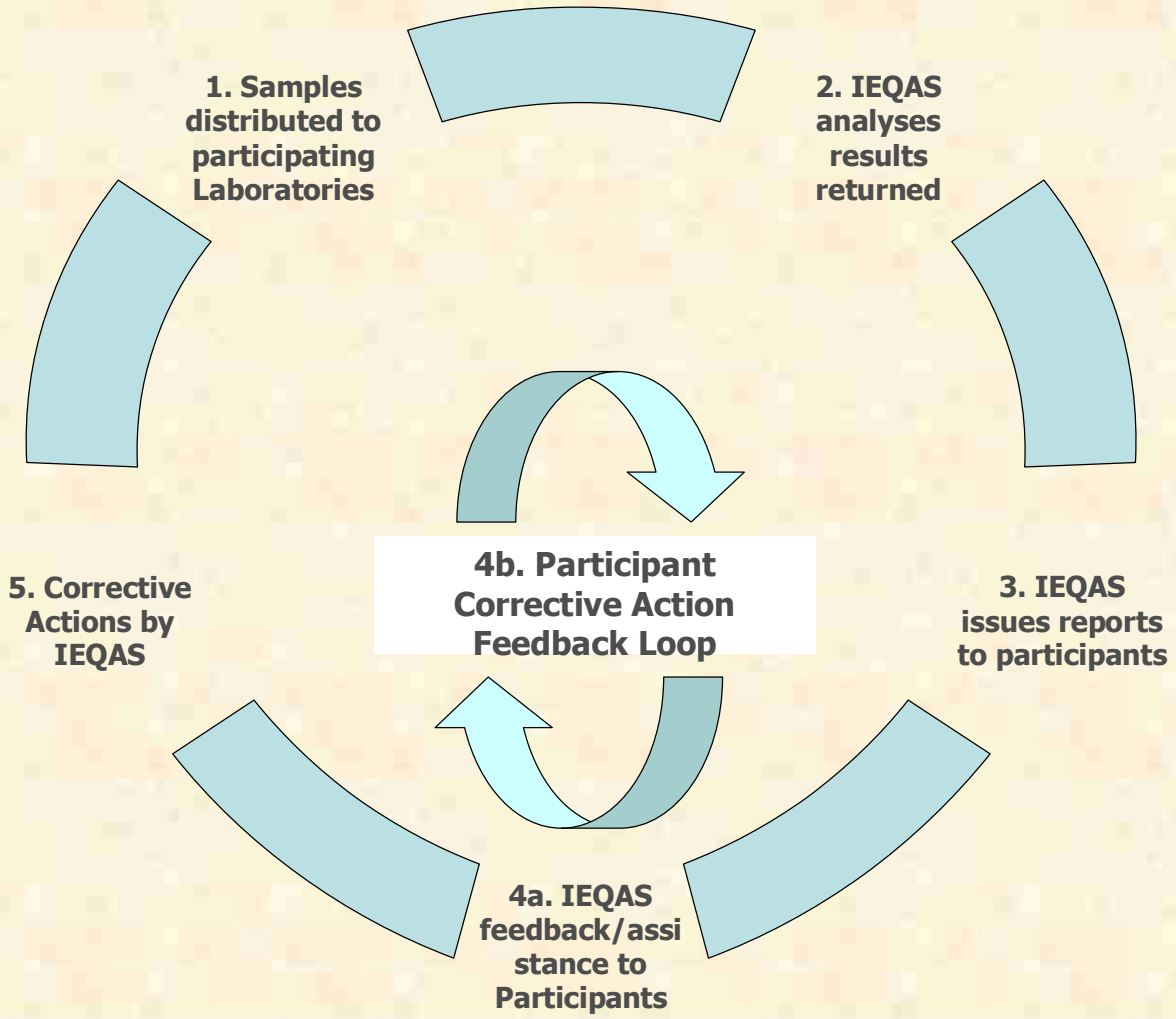 1. Samples
distributed to
participating
Laboratories
2. IEQAS
analyses
results
returned
3. IEQAS
issues reports
to participants
4a. IEQAS
feedback/assi
stance to
Participants
4b. Participant
Corrective Action
Feedback Loop
5. Corrective
Actions by
IEQAS